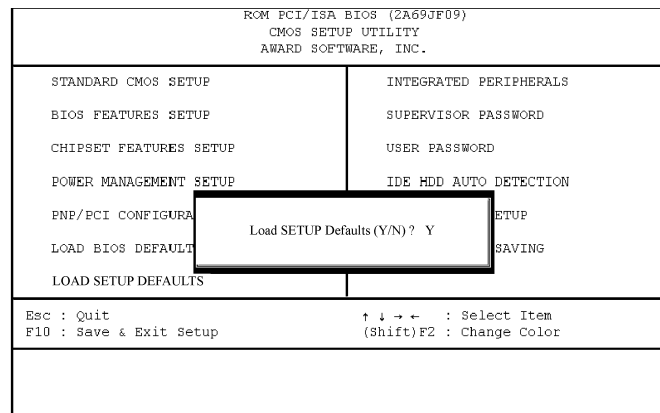 ROM PCI/ISA BIOS (2A69JF09)
CMOS SETUP UTILITY
AWARD SOFTWARE, INC.
STANDARD CMOS SETUP
INTEGRATED PERIPHERALS
BIOS FEATURES SETUP
SUPERVISOR PASSWORD
CHIPSET FEATURES SETUP
USER PASSWORD
POWER MANAGEMENT SETUP
IDE HDD AUTO DETECTION
PNP/PCI CONFIGURA
ETUP
Load SETUP Defaults (Y/N) ? Y
LOAD BIOS DEFAULT
SAVING
LOAD SETUP DEFAULTS
Esc : Quit
↑ ↓ → ← : Select Item
F10 : Save & Exit Setup
(Shift)F2 : Change Color